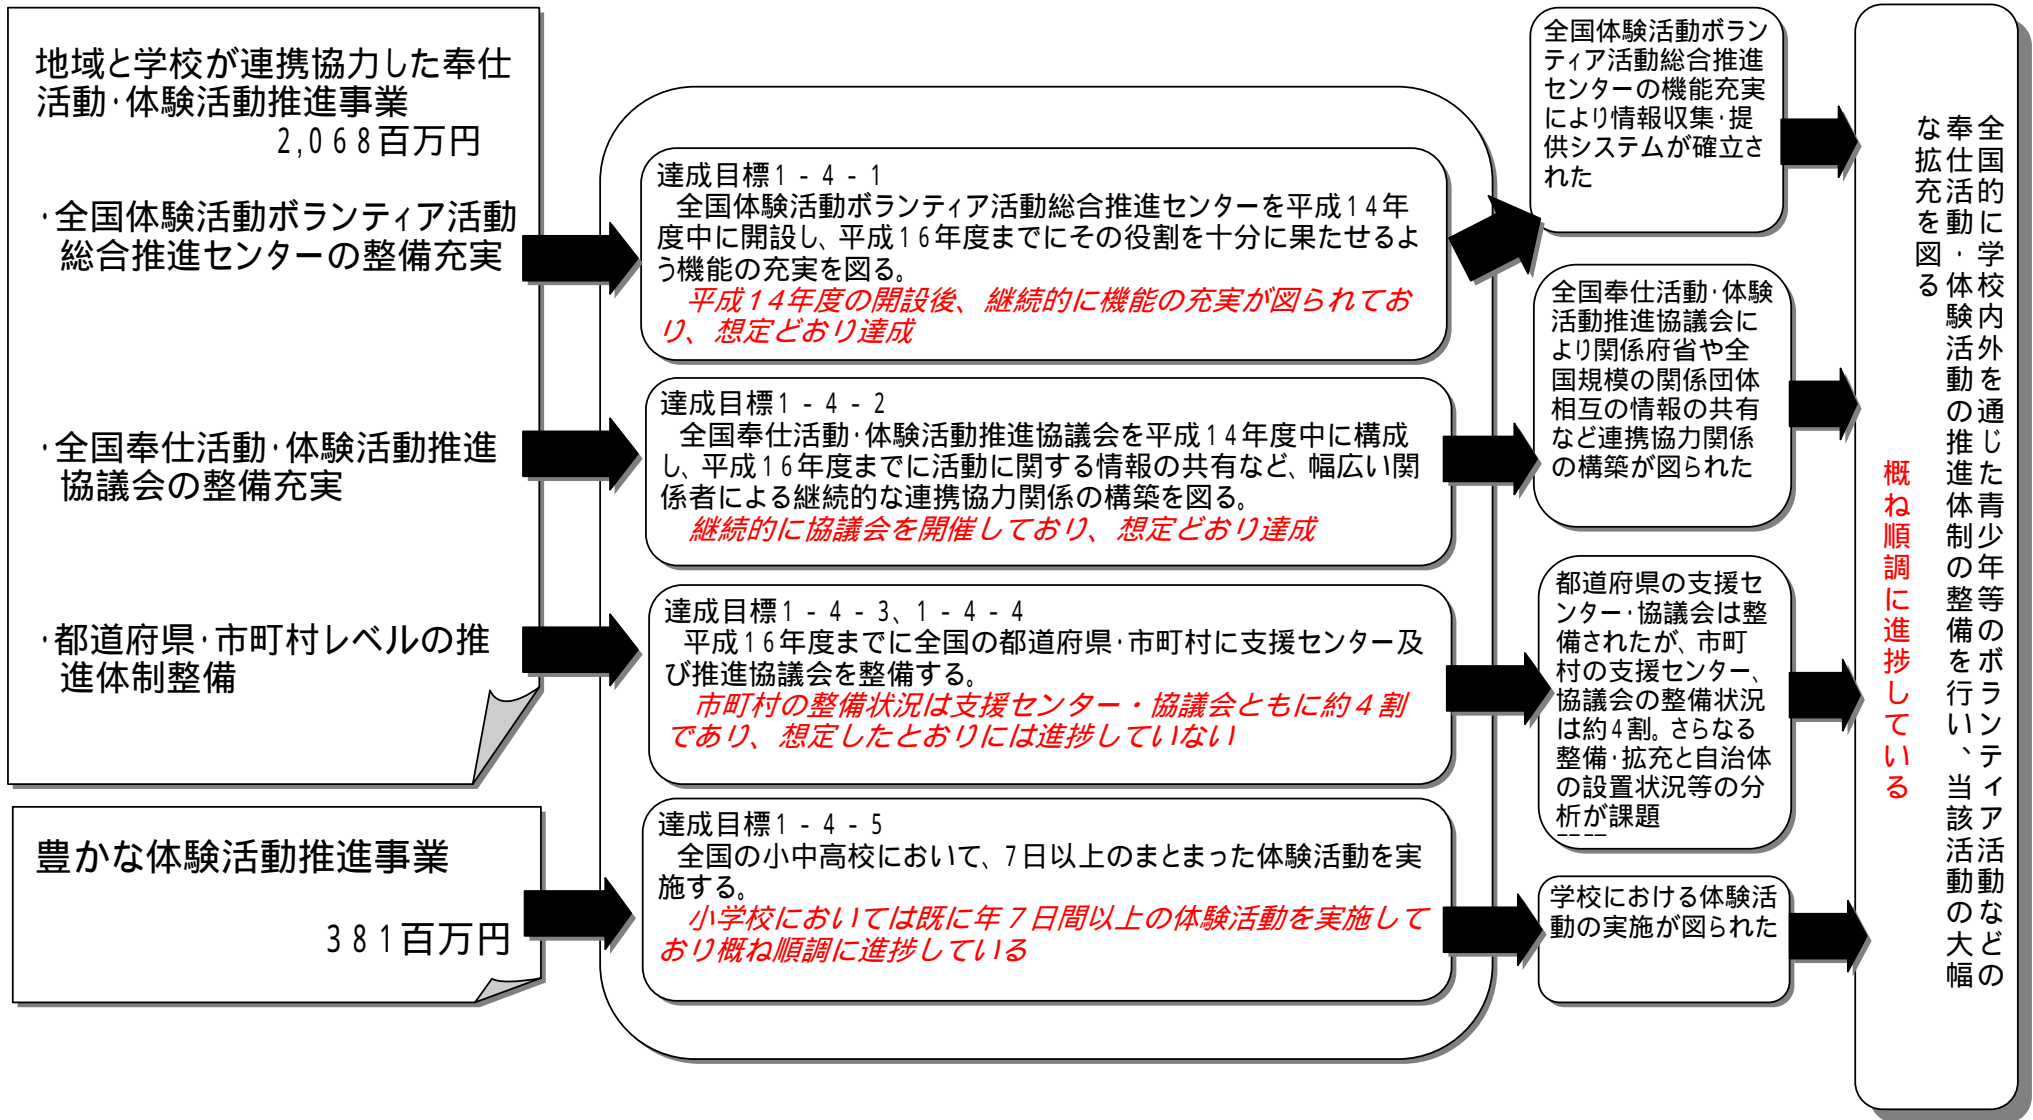 地域と学校が連携協力した奉仕
活動・体験活動推進事業
2,068百万円
・全国体験活動ボランティア活動
総合推進センターの整備充実
・全国奉仕活動・体験活動推進
協議会の整備充実
・都道府県・市町村レベルの推
進体制整備
豊かな体験活動推進事業
381百万円
達成目標1-4-1
全国体験活動ボランティア活動総合推進センターを平成14年
度中に開設し、平成16年度までにその役割を十分に果たせるよ
う機能の充実を図る。
平成14年度の開設後、継続的に機能の充実が図られてお
り、想定どおり達成
達成目標1-4-2
全国奉仕活動・体験活動推進協議会を平成14年度中に構成
し、平成16年度までに活動に関する情報の共有など、幅広い関
係者による継続的な連携協力関係の構築を図る。
継続的に協議会を開催しており、想定どおり達成
達成目標1-4-3、1-4-4
平成16年度までに全国の都道府県・市町村に支援センター及
び推進協議会を整備する。
市町村の整備状況は支援センター・協議会ともに約4割
であり、想定したとおりには進捗していない
達成目標1-4-5
全国の小中高校において、7日以上のまとまった体験活動を実
施する。
小学校においては既に年7日間以上の体験活動を実施して
おり概ね順調に進捗している
全国体験活動ボラン
ティア活動総合推進
センターの機能充実
により情報収集・提
供システムが確立さ
れた
全国奉仕活動・体験
活動推進協議会に
より関係府省や全
国規模の関係団体
相互の情報の共有
など連携協力関係
の構築が図られた
都道府県の支援セ
ンター・協議会は整
備されたが、市町
村の支援センター、
協議会の整備状況
は約4割。さらなる
整備・拡充と自治体
の設置状況等の分
析が課題
学校における体験活
動の実施が図られた
全国的に学校内外を通じた青少年等のボランティア活動などの
奉仕活動・体験活動の推進体制の整備を行い、当該活動の大幅
な拡充を図る
概ね順調に進捗している